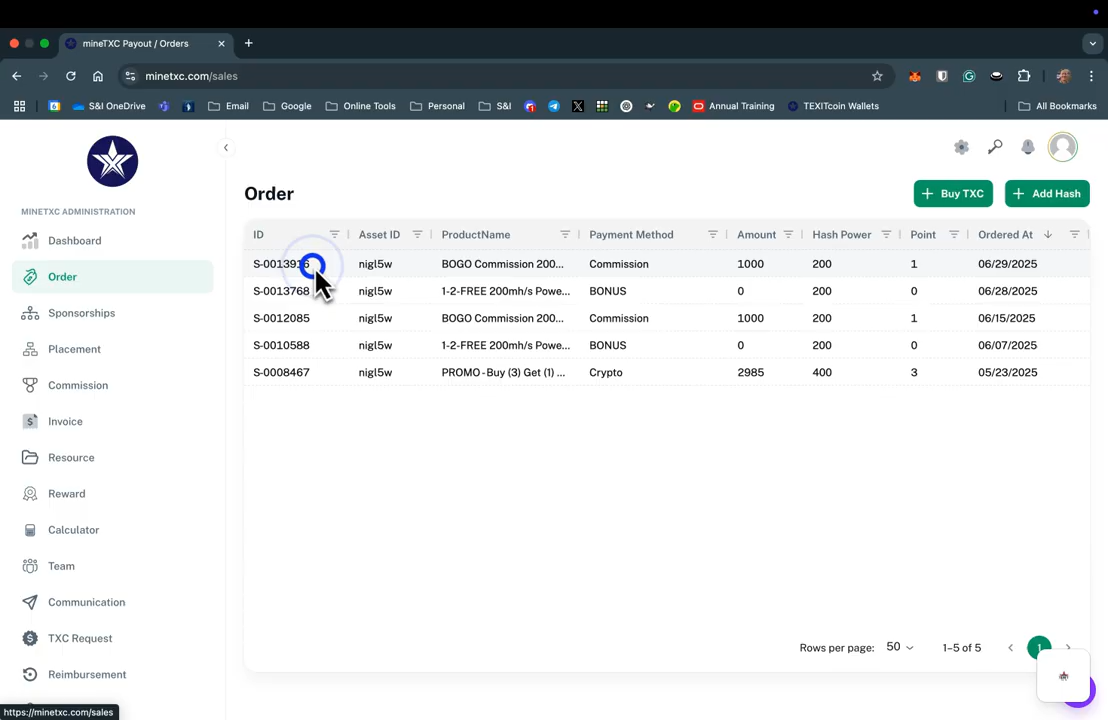 mineTXC Payout / Orders
minetxc.com/sales
S&I OneDrive
Email
Google
Online Tools
Personal
S&I
Annual Training
TEXITcoin Wallets
All Bookmarks
MINETXC ADMINISTRATION
Dashboard
Order
Sponsorships
Placement
Commission
Invoice
Resource
Reward
Calculator
Team
Communication
TXC Request
Reimbursement
https://minetxc.com/sales
Order
Buy TXC
Add Hash
ID Asset ID ProductName Payment Method Amount Hash Power Point Ordered At
S-0013916 nigl5w BOGO Commission 200... Commission 1000 200 1 06/29/2025
S-0013768 nigl5w 1-2-FREE 200mh/s Powe... BONUS 0 200 0 06/28/2025
S-0012085 nigl5w BOGO Commission 200... Commission 1000 200 1 06/15/2025
S-0010588 nigl5w 1-2-FREE 200mh/s Powe... BONUS 0 200 0 06/07/2025
S-0008467 nigl5w PROMO - Buy (3) Get (1) ... Crypto 2985 400 3 05/23/2025
Rows per page: 50 1-5 of 5 1